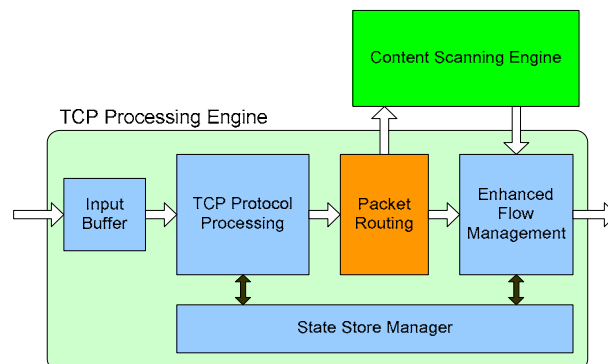 Content Scanning Engine
TCP Processing Engine
Input
Buffer
TCP Protocol
Processing
Packet
Routing
Enhanced
Flow
Management
State Store Manager